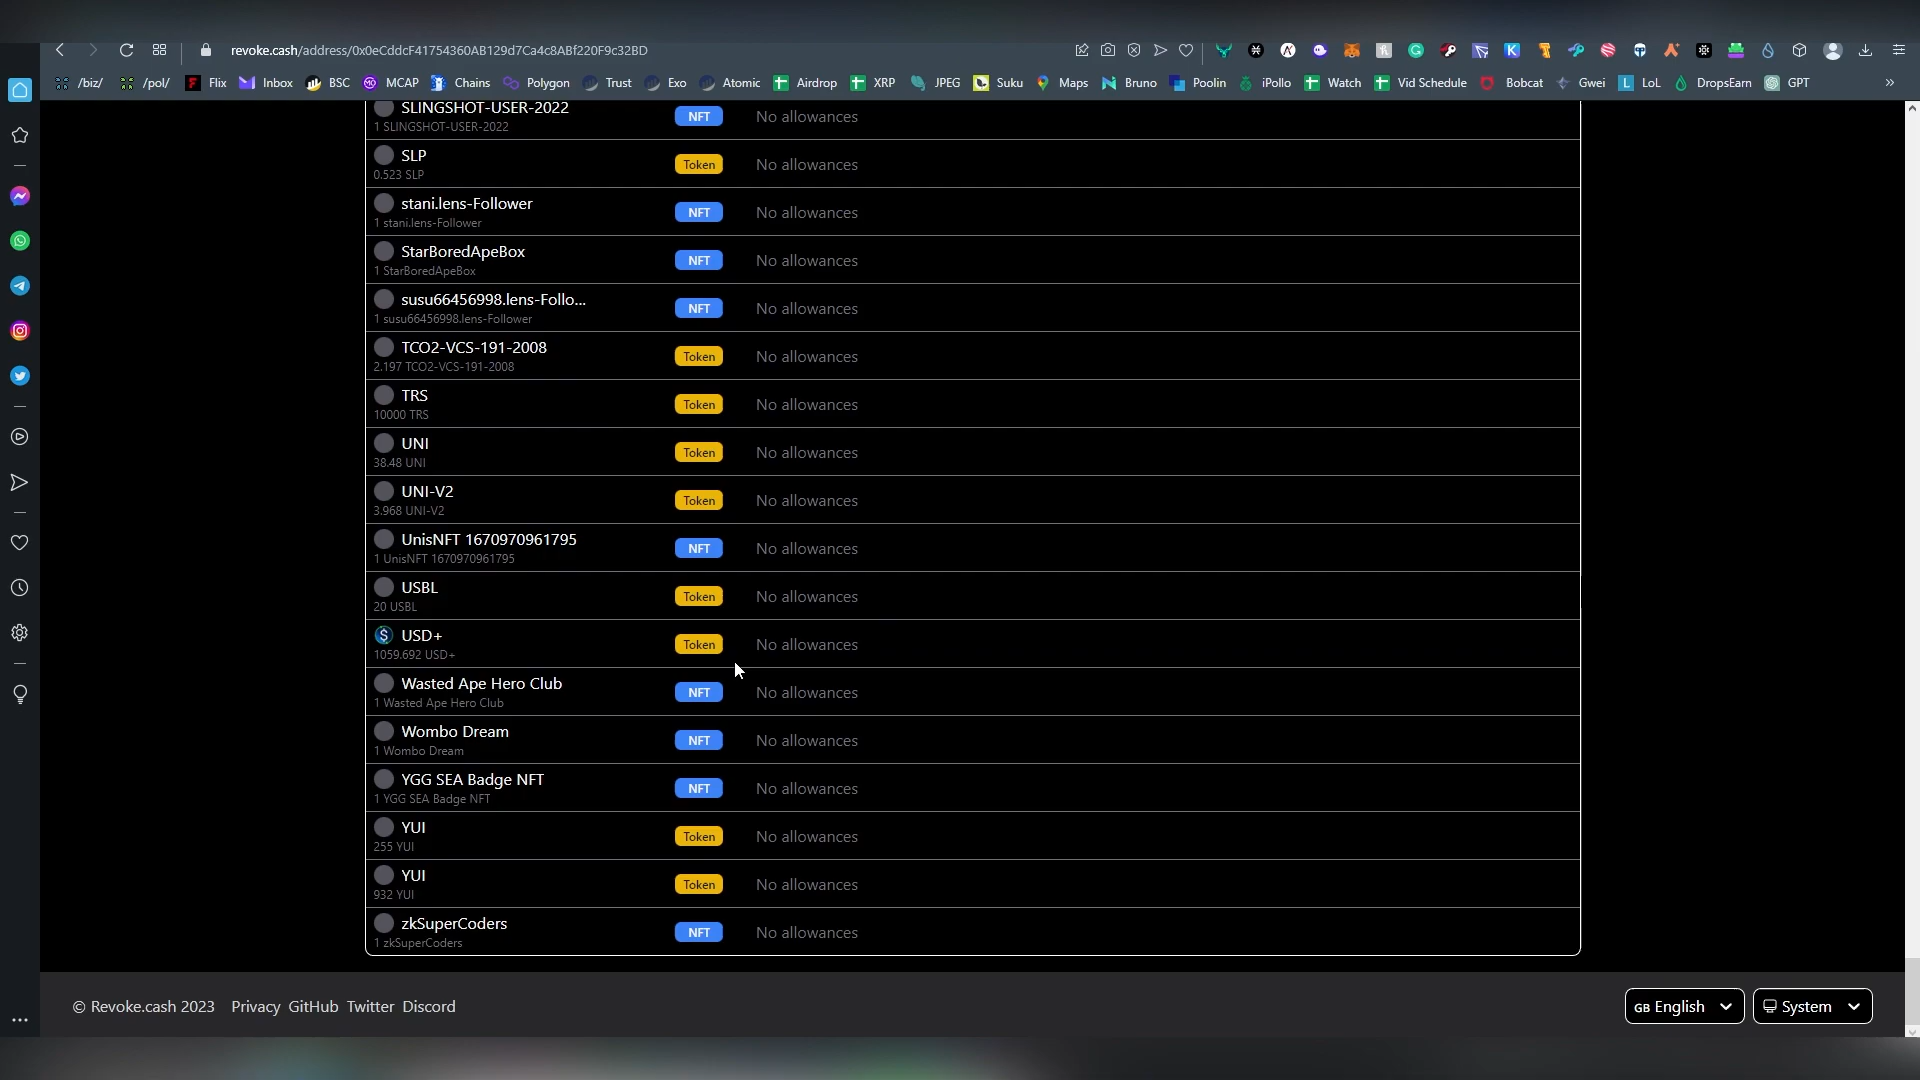 revoke.cash/address/0x0eCddcF41754360AB129d7Ca4c8ABf220F9c32BD
/biz/ /pol/ Flix Inbox BSC MCAP Chains Polygon Trust Exo Atomic Airdrop XRP JPEG Suku Maps Bruno Poolin iPollo Watch Vid Schedule Bobcat Gwei LoL DropsEarn GPT
SLINGSHOT-USER-2022
1 SLINGSHOT-USER-2022
NFT No allowances
SLP
0.523 SLP
Token No allowances
stani.lens-Follower
1 stani.lens-Follower
NFT No allowances
StarBoredApeBox
1 StarBoredApeBox
NFT No allowances
susu66456998.lens-Follo...
1 susu66456998.lens-Follower
NFT No allowances
TCO2-VCS-191-2008
2.197 TCO2-VCS-191-2008
Token No allowances
TRS
10000 TRS
Token No allowances
UNI
38.48 UNI
Token No allowances
UNI-V2
3.968 UNI-V2
Token No allowances
UnisNFT 1670970961795
1 UnisNFT 1670970961795
NFT No allowances
USBL
20 USBL
Token No allowances
USD+
1059.692 USD+
Token No allowances
Wasted Ape Hero Club
1 Wasted Ape Hero Club
NFT No allowances
Wombo Dream
1 Wombo Dream
NFT No allowances
YGG SEA Badge NFT
1 YGG SEA Badge NFT
NFT No allowances
YUI
255 YUI
Token No allowances
YUI
932 YUI
Token No allowances
zkSuperCoders
1 zkSuperCoders
NFT No allowances
© Revoke.cash 2023 Privacy GitHub Twitter Discord
GB English System